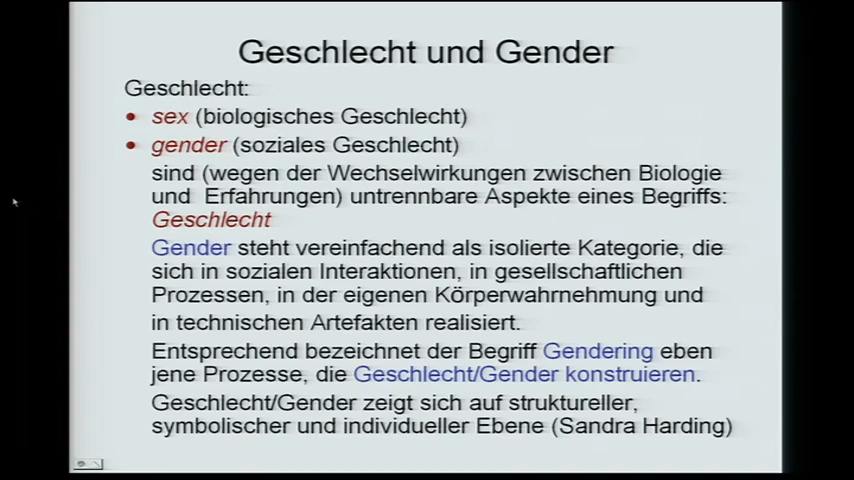 Geschlecht und Gender
Geschlecht:
• sex (biologisches Geschlecht)
• gender (soziales Geschlecht)
sind (wegen der Wechselwirkungen zwischen Biologie
und Erfahrungen) untrennbare Aspekte eines Begriffs:
Geschlecht
Gender steht vereinfachend als isolierte Kategorie, die
sich in sozialen Interaktionen, in gesellschaftlichen
Prozessen, in der eigenen Körperwahrnehmung und
in technischen Artefakten realisiert.
Entsprechend bezeichnet der Begriff Gendering eben
jene Prozesse, die Geschlecht/Gender konstruieren.
Geschlecht/Gender zeigt sich auf struktureller,
symbolischer und individueller Ebene (Sandra Harding)